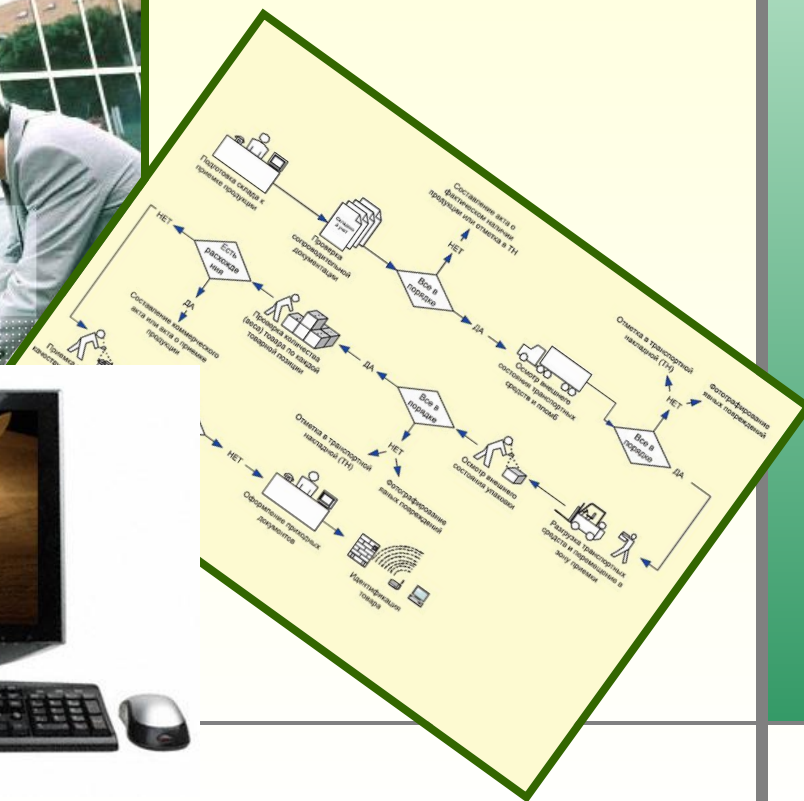 Подготовка склада к
приемке продукции
Проверка
сопроводительной
документации
Все в
порядке
НЕТ
Составление акта о
фактическом наличии
продукции или отметка в ТН
ДА
Осмотр внешнего
состояния транспортных
средств и пломб
Все в
порядке
НЕТ
Отметка в транспортной
накладной (ТН)
Фотографирование
явных повреждений
ДА
Разгрузка транспортных
средств и перемещение в
зону приемки
Осмотр внешнего
состояния упаковки
Все в
порядке
НЕТ
Отметка в транспортной
накладной (ТН)
Фотографирование
явных повреждений
ДА
Проверка количества
(веса) товара по каждой
товарной позиции
Есть
расхожде
ния
ДА
Составление коммерческого
акта или акта о приемке
продукции
НЕТ
Приемка
НЕТ
Оформление приходных
документов
Идентификация
товара